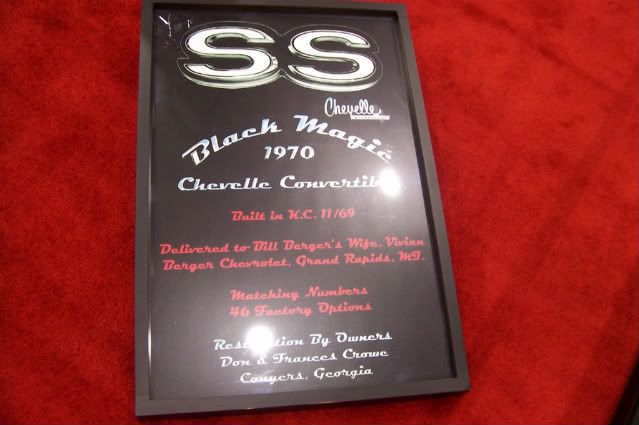 SS
Chevelle
Black Magic
1970
Chevelle Convertible
Built in K.C. 11/69
Delivered to Bill Berger's Wife, Vivian
Berger Chevrolet, Grand Rapids, MI.
Matching Numbers
46 Factory Options
Restoration By Owners
Don & Frances Crowe
Conyers, Georgia